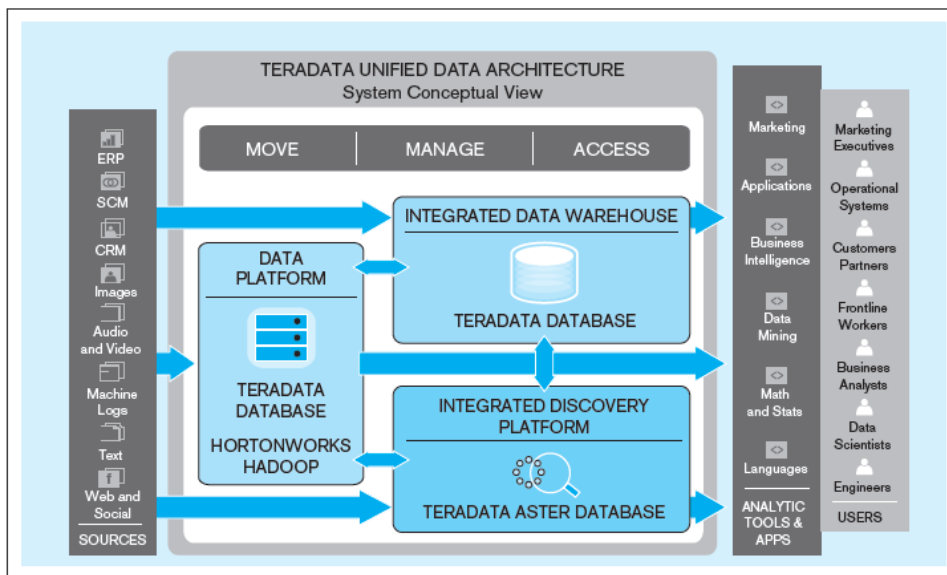 TERADATA UNIFIED DATA ARCHITECTURE
System Conceptual View
MOVE
MANAGE
ACCESS
ERP
SCM
CRM
Images
Audio
and Video
Machine
Logs
Text
Web and
Social
SOURCES
DATA
PLATFORM
TERADATA
DATABASE
HORTONWORKS
HADOOP
INTEGRATED DATA WAREHOUSE
TERADATA DATABASE
INTEGRATED DISCOVERY
PLATFORM
TERADATA ASTER DATABASE
Marketing
Applications
Business
Intelligence
Data
Mining
Math
and Stats
Languages
ANALYTIC
TOOLS &
APPS
Marketing
Executives
Operational
Systems
Customers
Partners
Frontline
Workers
Business
Analysts
Data
Scientists
Engineers
USERS